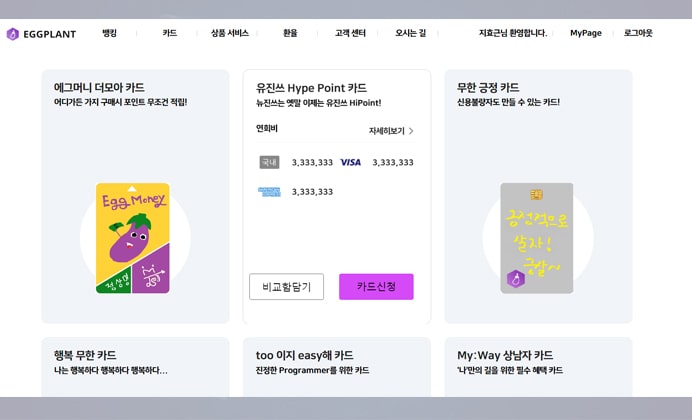 EGGPLANT 뱅킹 카드 상품 서비스 환율 고객 센터 오시는 길 지효근님 환영합니다. MyPage 로그아웃
에그머니 더모아 카드
어디가든 가지 구매시 포인트 무조건 적립!
Egg Money
유진쓰 Hype Point 카드
뉴진쓰는 옛말 이제는 유진쓰 HiPoint!
연회비 자세히보기 >
국내 3,333,333 VISA 3,333,333
3,333,333
비교함담기 카드신청
무한 긍정 카드
신용불량자도 만들 수 있는 카드!
긍정적으로
살자!
행복 무한 카드
나는 행복하다 행복하다 행복하다...
too 이지 easy해 카드
진정한 Programmer를 위한 카드
My:Way 상남자 카드
'나'만의 길을 위한 필수 혜택 카드